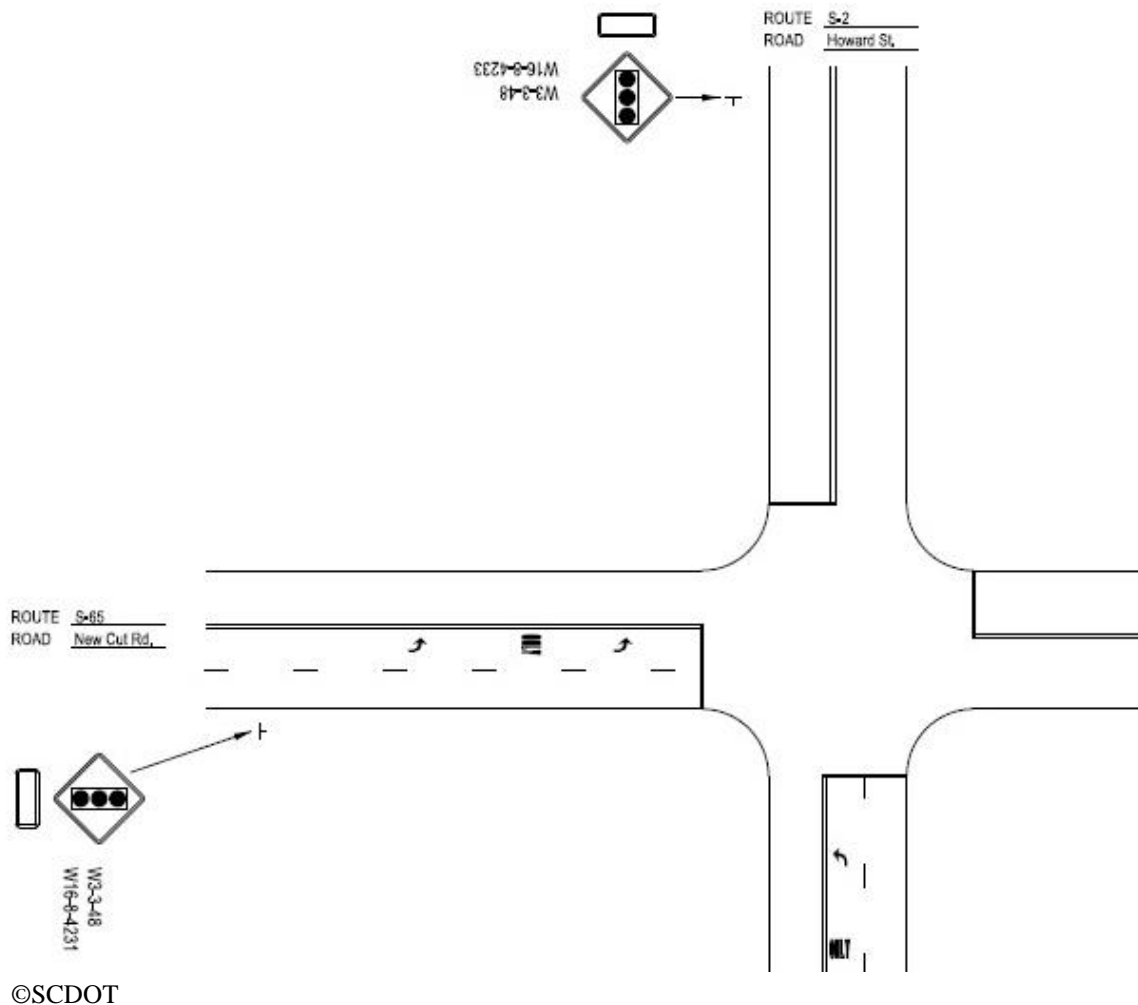 ROUTE S-2
ROAD Howard St.
W16-8-4233
W3-3-48
ROUTE S-65
ROAD New Cut Rd.
ONLY
W3-3-48
W16-8-4231
ONLY
©SCDOT